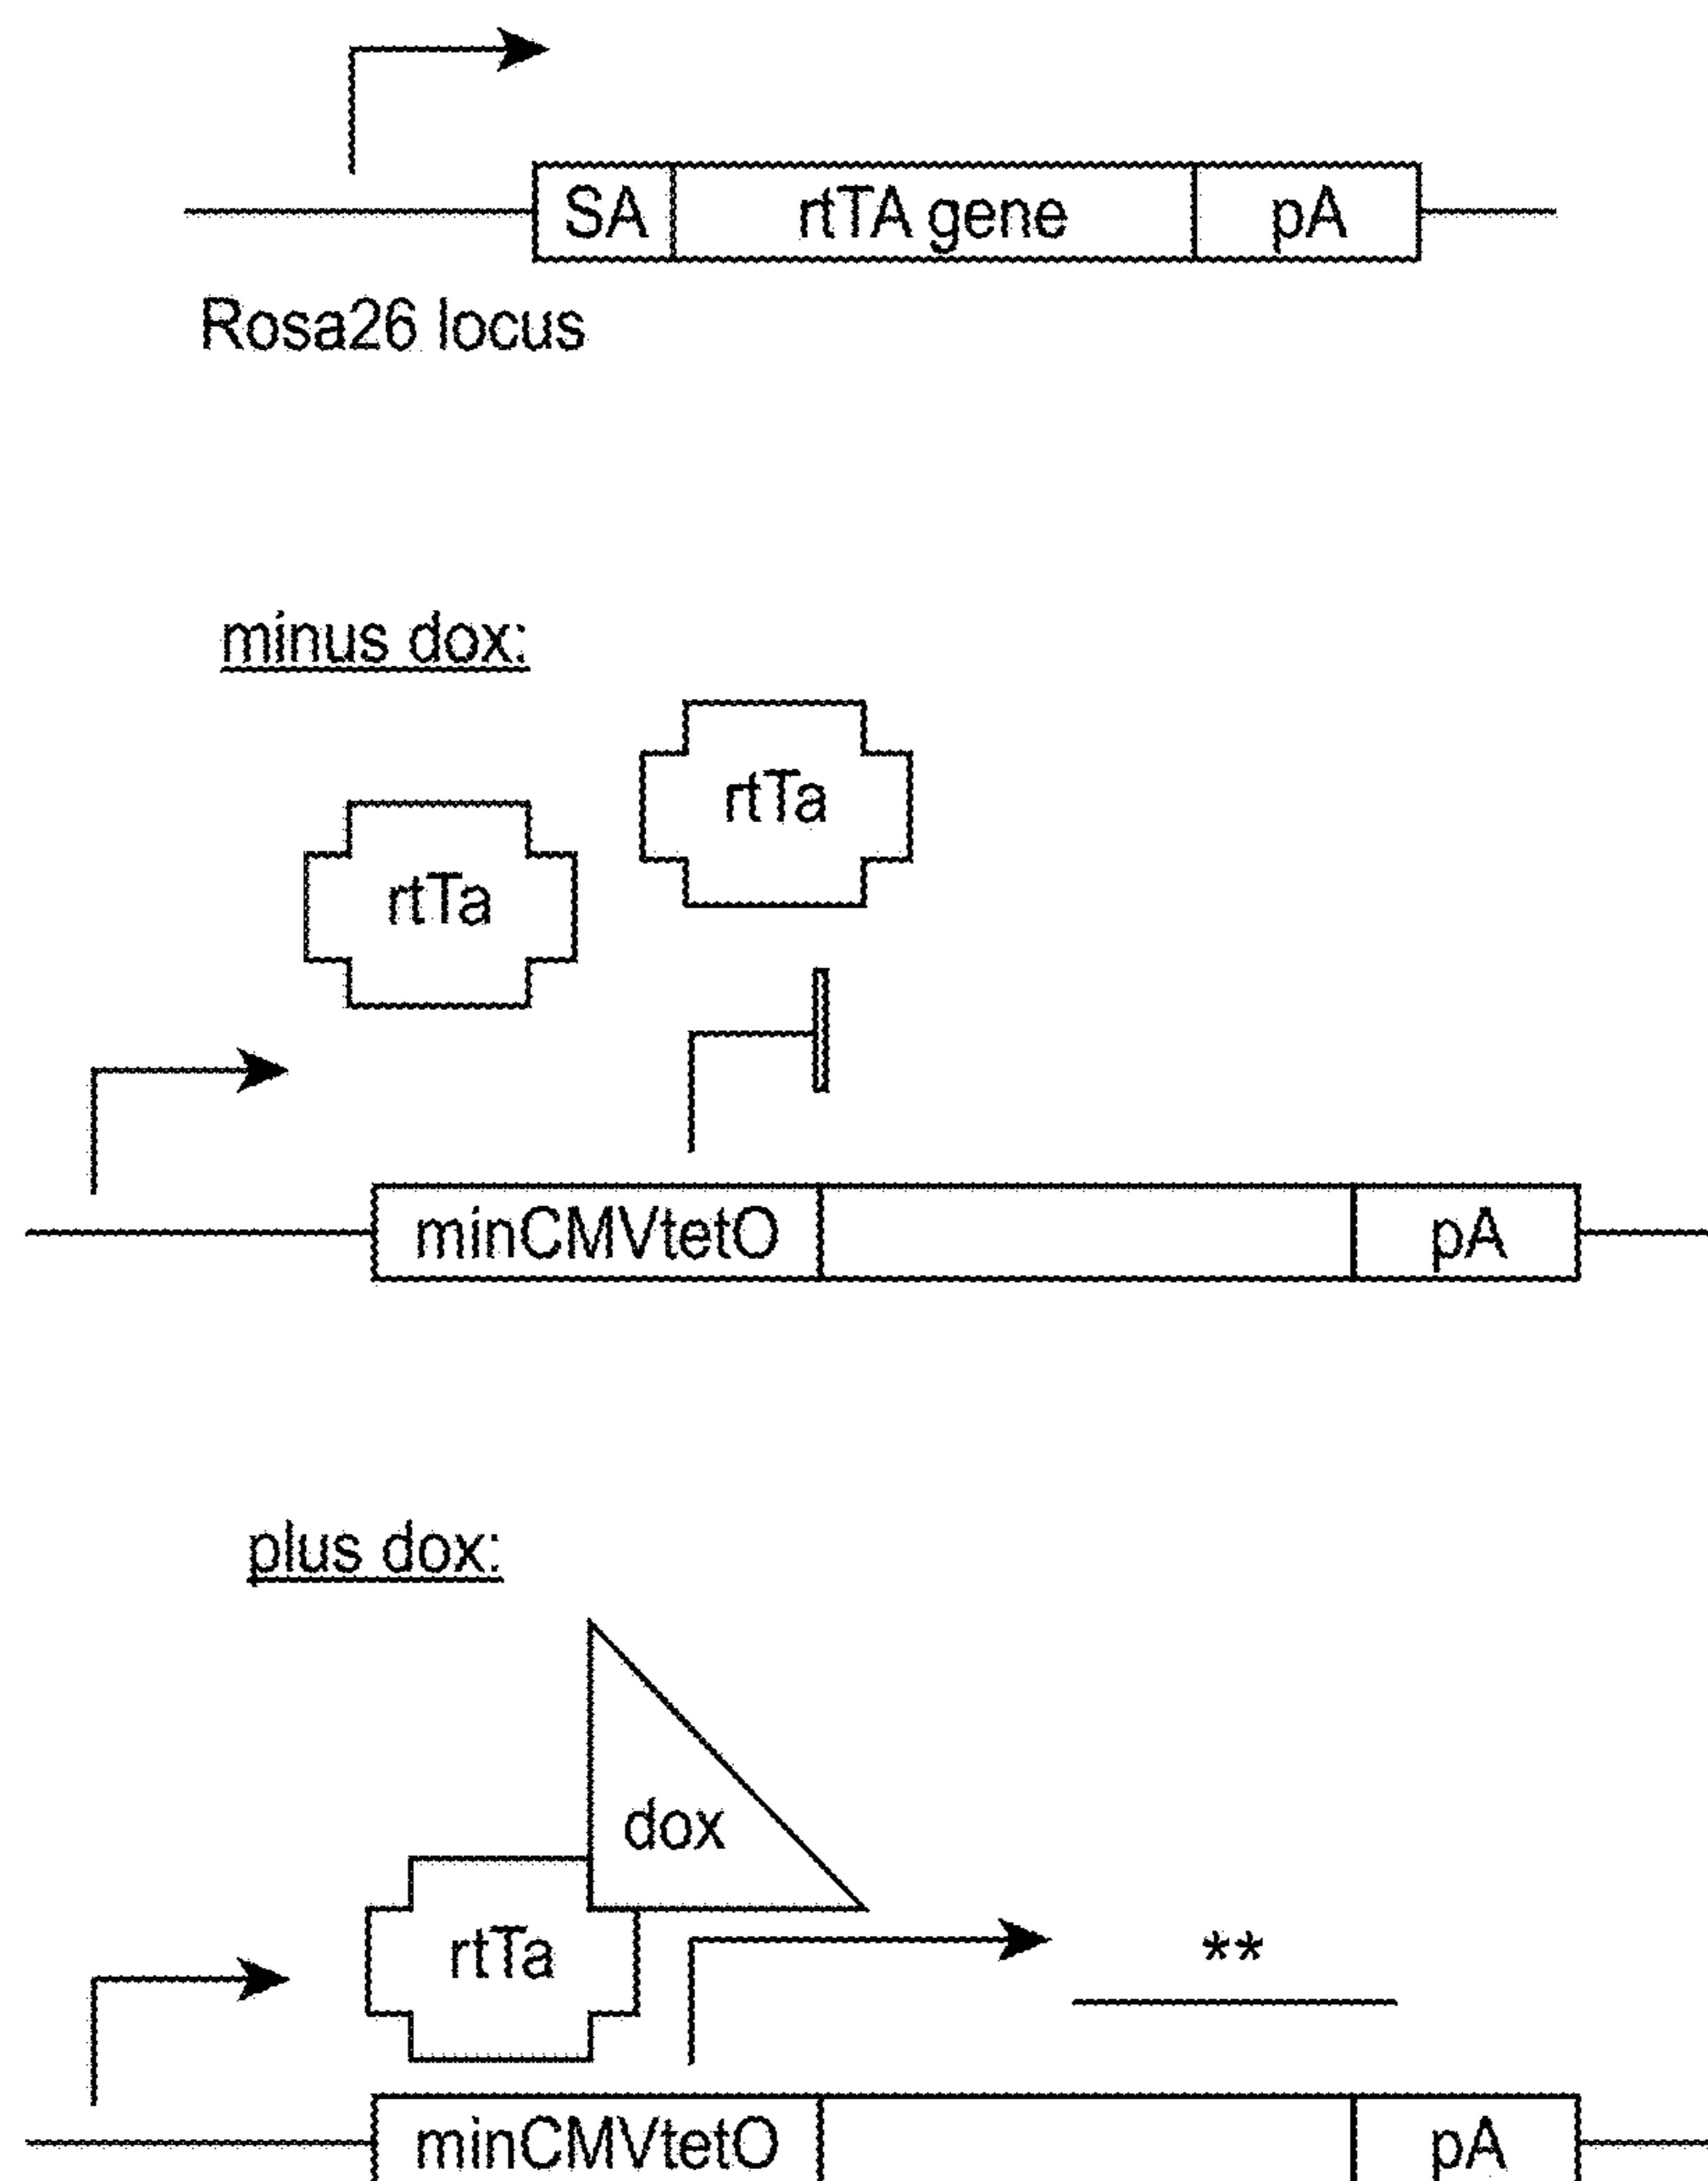 SA rtTA gene pA
Rosa26 locus
minus dox:
rtTa
rtTa
minCMVtetO pA
plus dox:
dox
rtTa
**
minCMVtetO pA